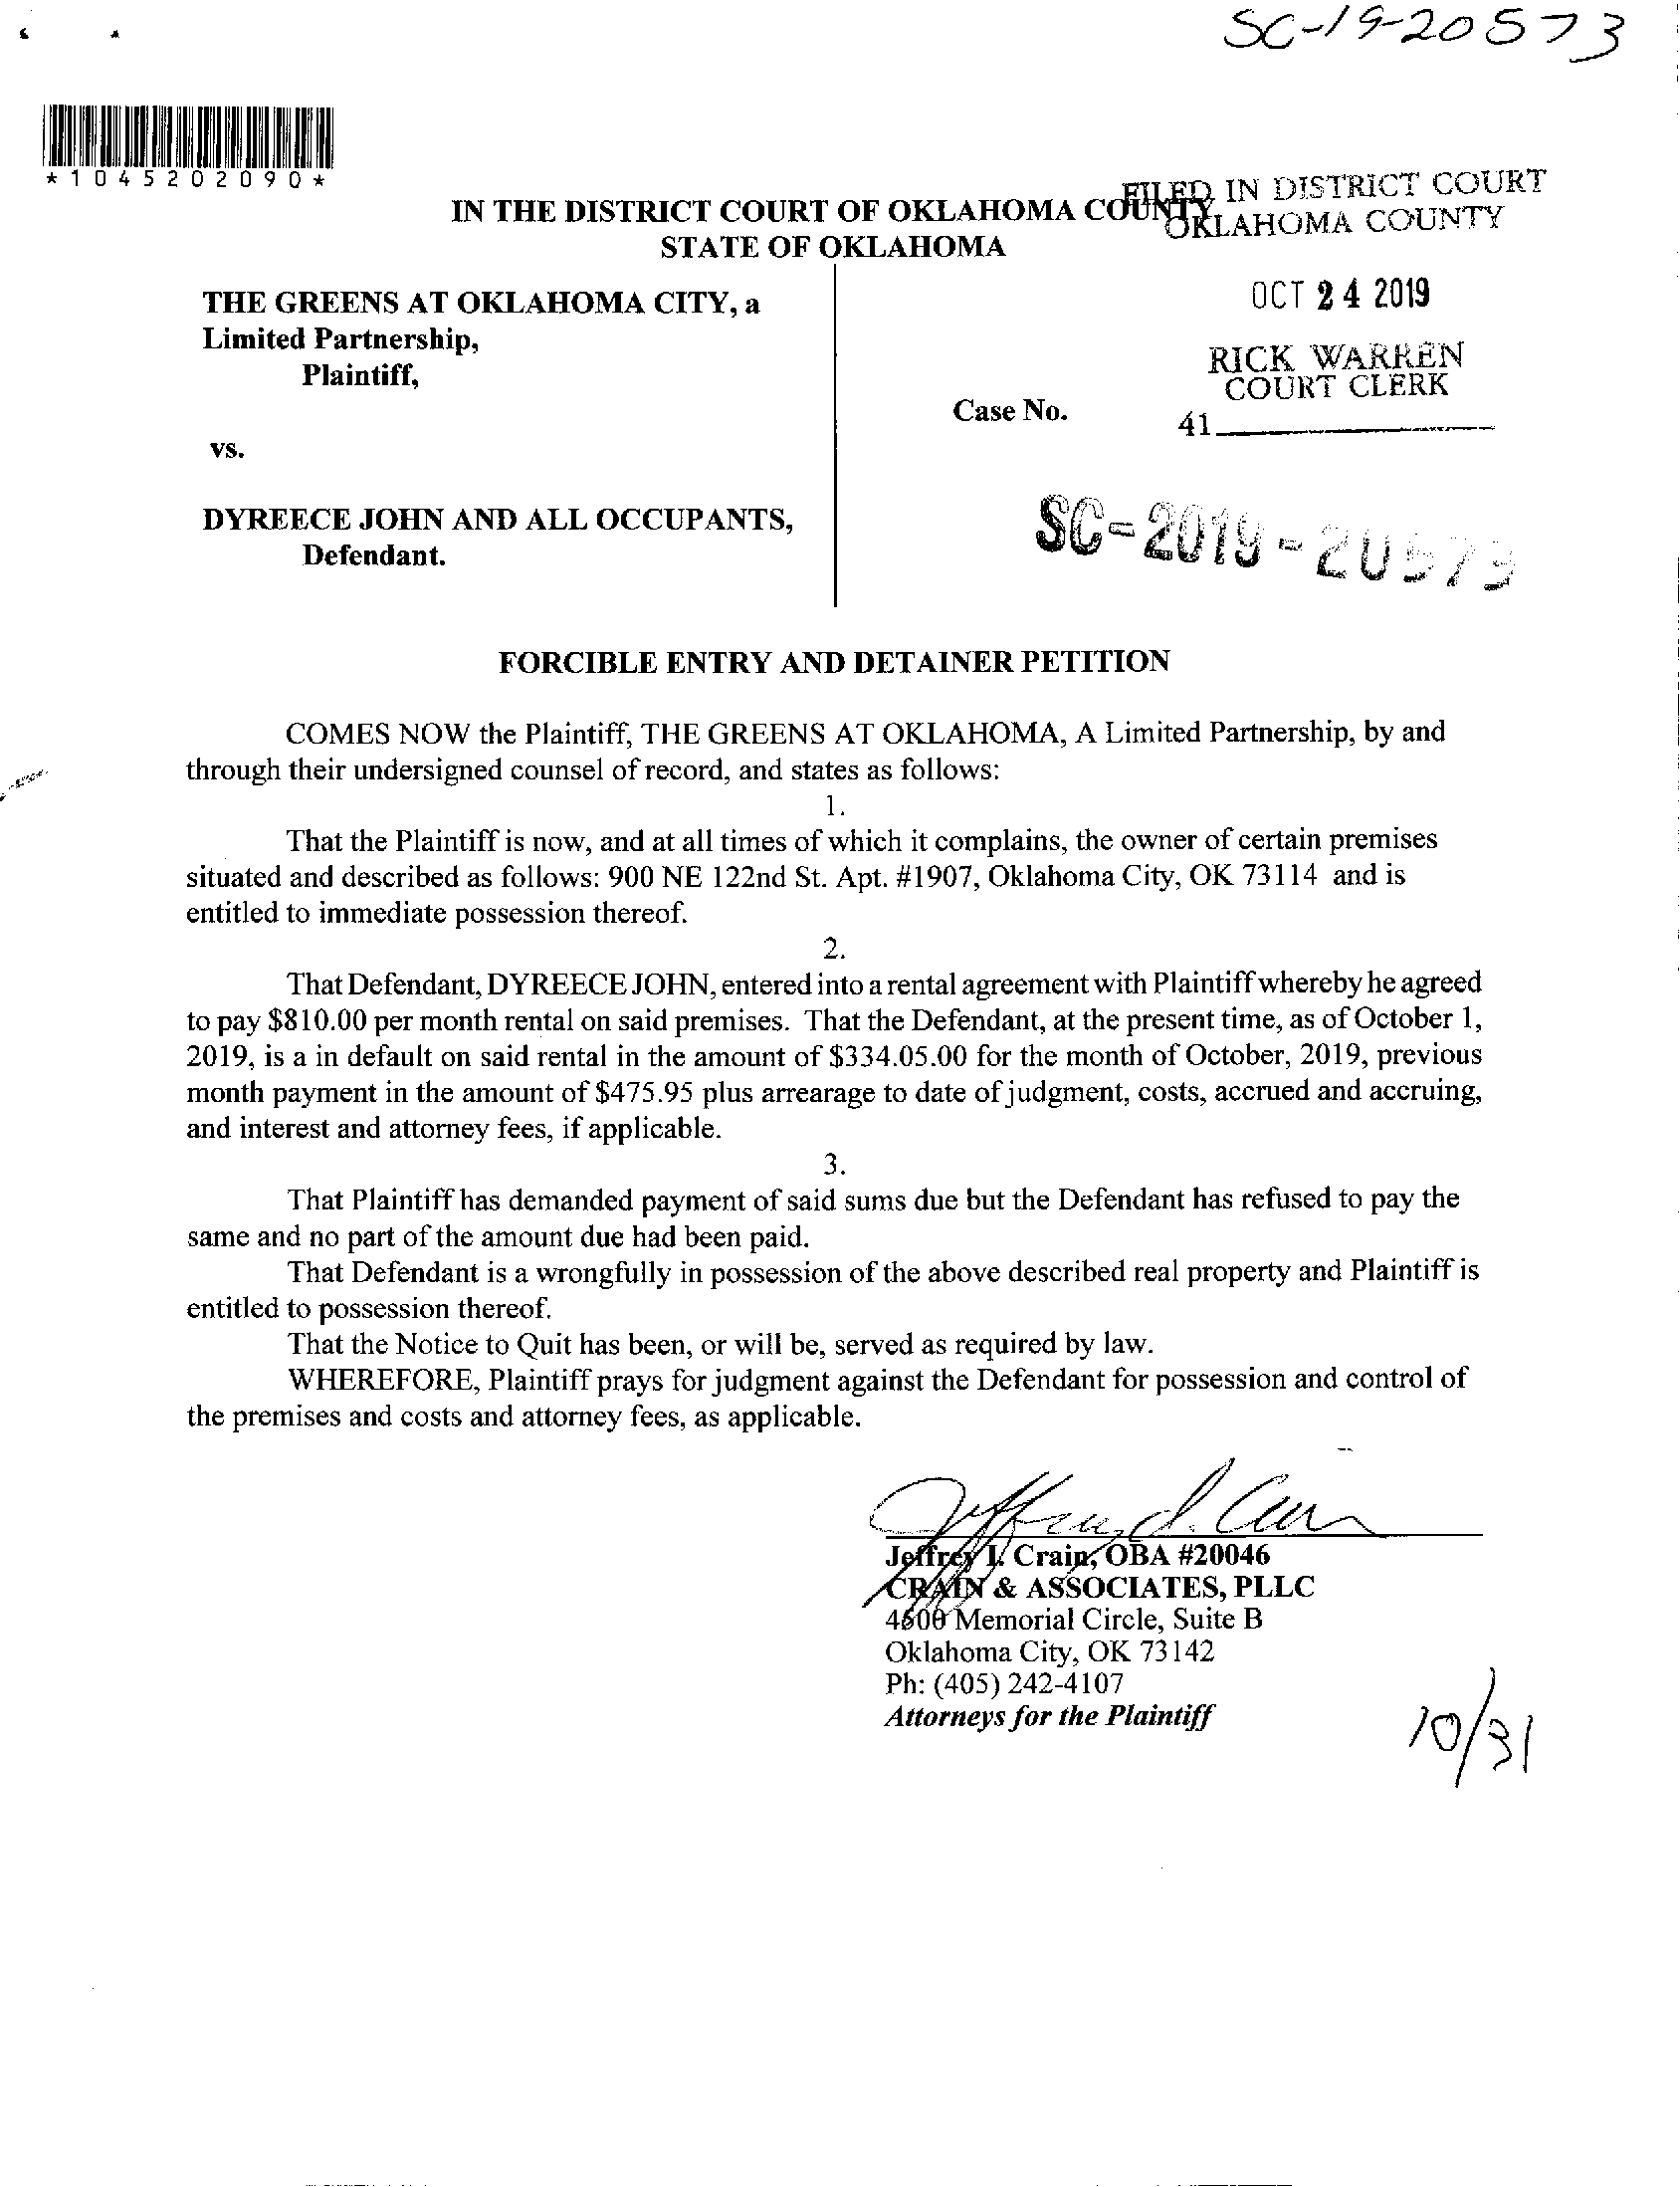 SC-19-20573
*1045202090*
IN THE DISTRICT COURT OF OKLAHOMA COUNTY
STATE OF OKLAHOMA
FILED IN DISTRICT COURT
OKLAHOMA COUNTY
OCT 24 2019
RICK WARREN
COURT CLERK
41
THE GREENS AT OKLAHOMA CITY, a
Limited Partnership,
Plaintiff,
Case No.
vs.
SC-2019-20573
DYREECE JOHN AND ALL OCCUPANTS,
Defendant.
FORCIBLE ENTRY AND DETAINER PETITION
COMES NOW the Plaintiff, THE GREENS AT OKLAHOMA, A Limited Partnership, by and
through their undersigned counsel of record, and states as follows:
1.
That the Plaintiff is now, and at all times of which it complains, the owner of certain premises
situated and described as follows: 900 NE 122nd St. Apt. #1907, Oklahoma City, OK 73114 and is
entitled to immediate possession thereof.
2.
That Defendant, DYREECE JOHN, entered into a rental agreement with Plaintiff whereby he agreed
to pay $810.00 per month rental on said premises. That the Defendant, at the present time, as of October 1,
2019, is a in default on said rental in the amount of $334.05.00 for the month of October, 2019, previous
month payment in the amount of $475.95 plus arrearage to date of judgment, costs, accrued and accruing,
and interest and attorney fees, if applicable.
3.
That Plaintiff has demanded payment of said sums due but the Defendant has refused to pay the
same and no part of the amount due had been paid.
That Defendant is a wrongfully in possession of the above described real property and Plaintiff is
entitled to possession thereof.
That the Notice to Quit has been, or will be, served as required by law.
WHEREFORE, Plaintiff prays for judgment against the Defendant for possession and control of
the premises and costs and attorney fees, as applicable.
Jeffrey I. Crain, OBA #20046
CRAIN & ASSOCIATES, PLLC
4600 Memorial Circle, Suite B
Oklahoma City, OK 73142
Ph: (405) 242-4107
Attorneys for the Plaintiff
10/31